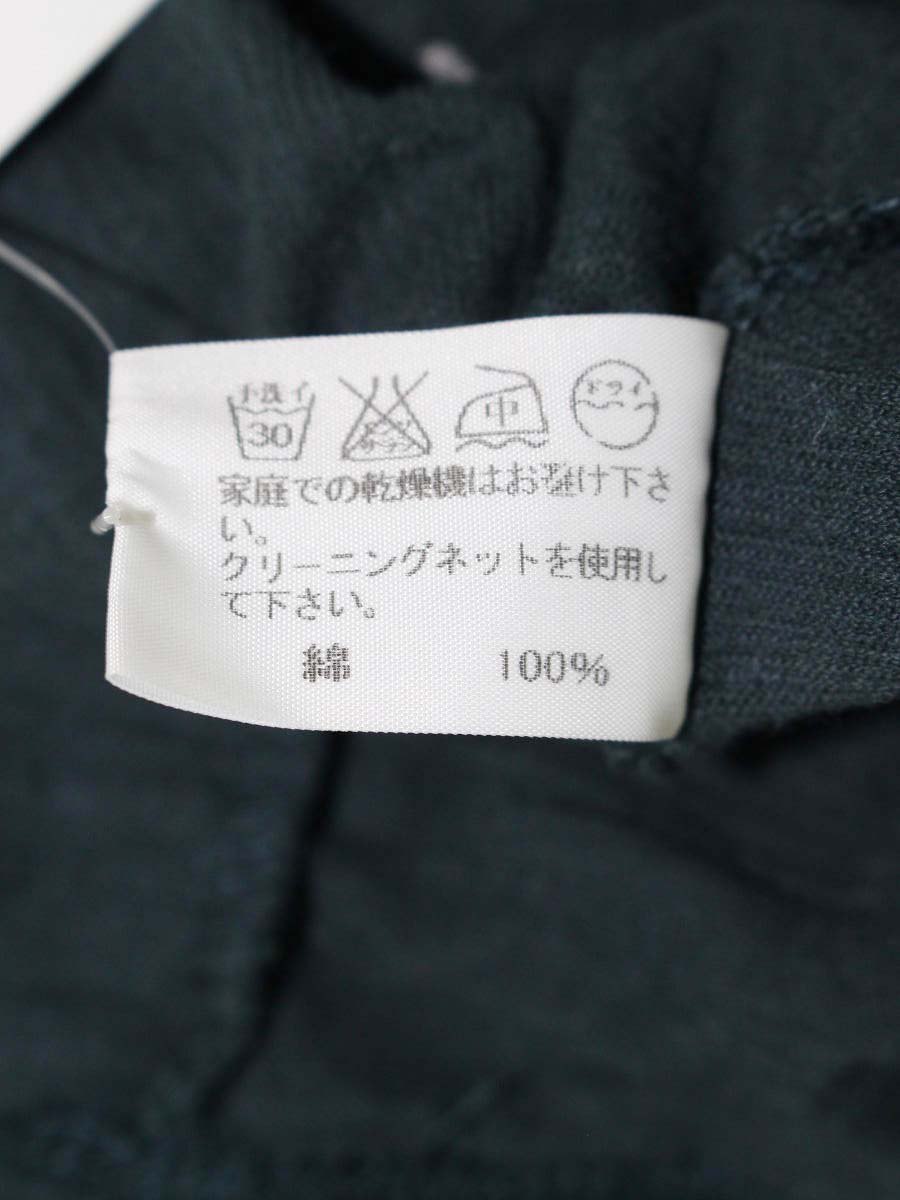 手洗イ 30 中 ドライ
家庭での乾燥機はお避け下さ
い。
クリーニングネットを使用し
て下さい。
綿 100%